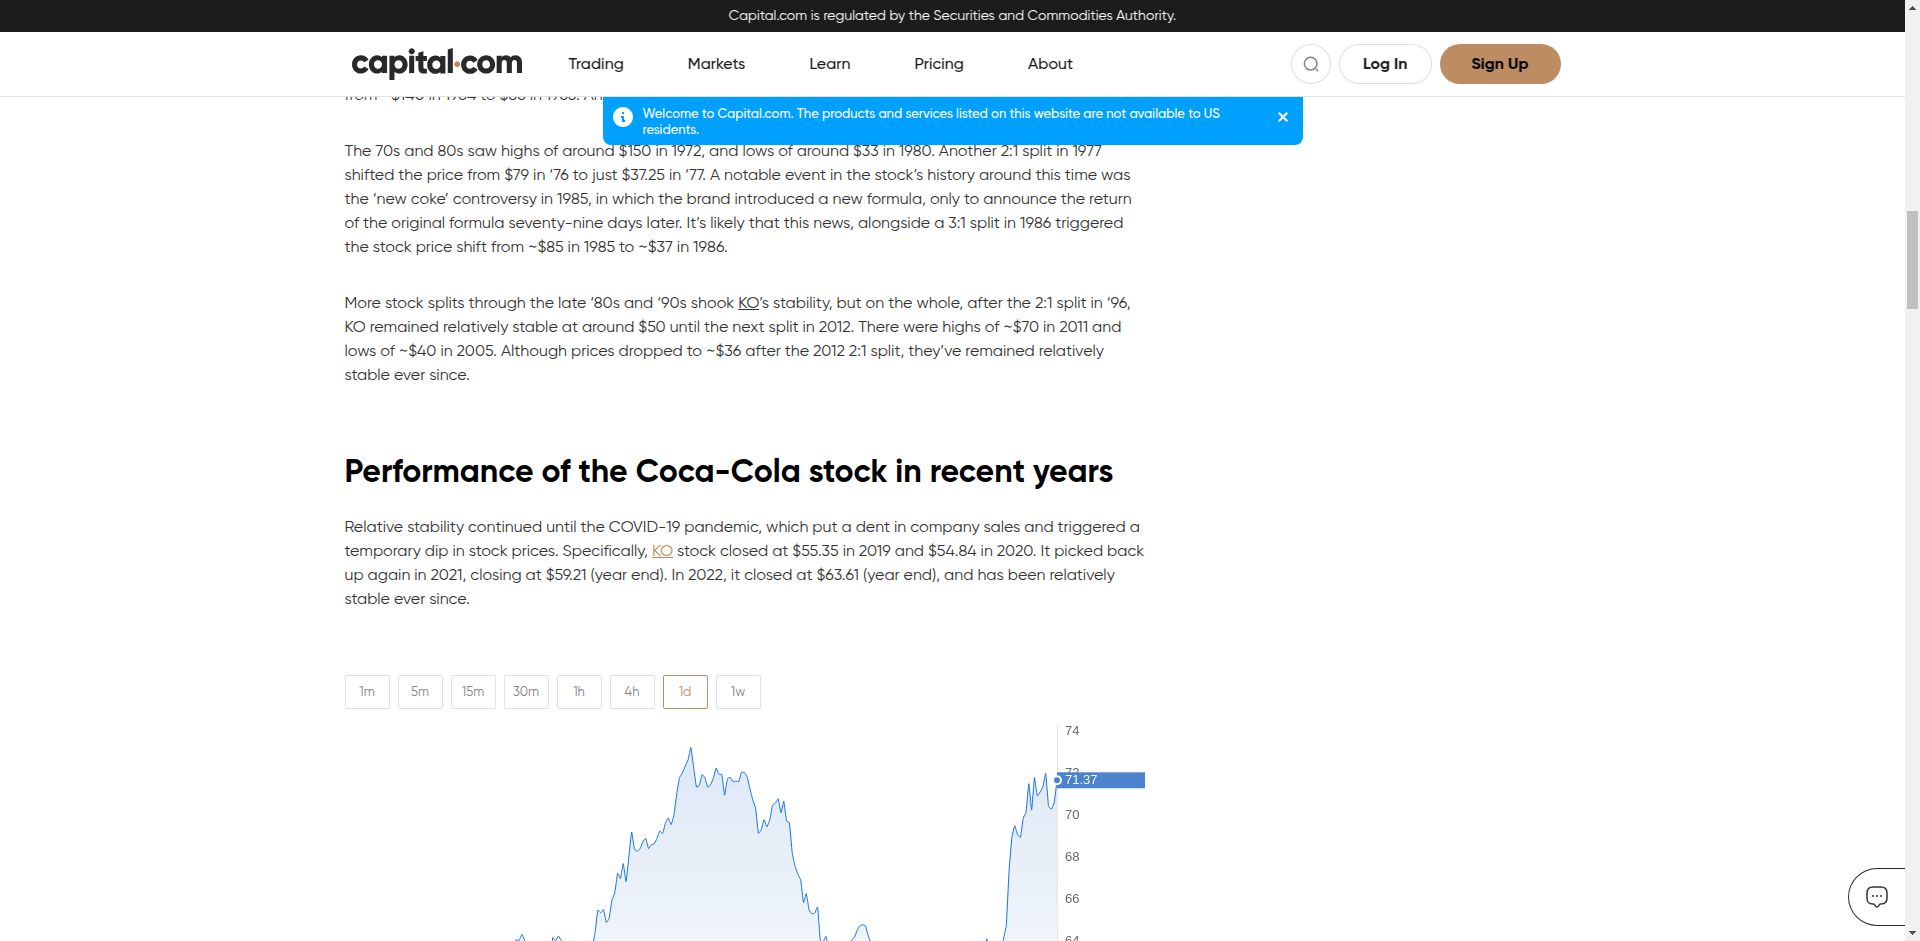 Capital.com is regulated by the Securities and Commodities Authority.
capital.com
Trading
Markets
Learn
Pricing
About
Log In
Sign Up
Welcome to Capital.com. The products and services listed on this website are not available to US
residents.
The 70s and 80s saw highs of around $150 in 1972, and lows of around $33 in 1980. Another 2:1 split in 1977
shifted the price from $79 in ‘76 to just $37.25 in ‘77. A notable event in the stock’s history around this time was
the ‘new coke’ controversy in 1985, in which the brand introduced a new formula, only to announce the return
of the original formula seventy-nine days later. It’s likely that this news, alongside a 3:1 split in 1986 triggered
the stock price shift from ~$85 in 1985 to ~$37 in 1986.
More stock splits through the late ‘80s and ‘90s shook KO’s stability, but on the whole, after the 2:1 split in ‘96,
KO remained relatively stable at around $50 until the next split in 2012. There were highs of ~$70 in 2011 and
lows of ~$40 in 2005. Although prices dropped to ~$36 after the 2012 2:1 split, they’ve remained relatively
stable ever since.
Performance of the Coca-Cola stock in recent years
Relative stability continued until the COVID-19 pandemic, which put a dent in company sales and triggered a
temporary dip in stock prices. Specifically, KO stock closed at $55.35 in 2019 and $54.84 in 2020. It picked back
up again in 2021, closing at $59.21 (year end). In 2022, it closed at $63.61 (year end), and has been relatively
stable ever since.
1m
5m
15m
30m
1h
4h
1d
1w
74
71.37
70
68
66
64